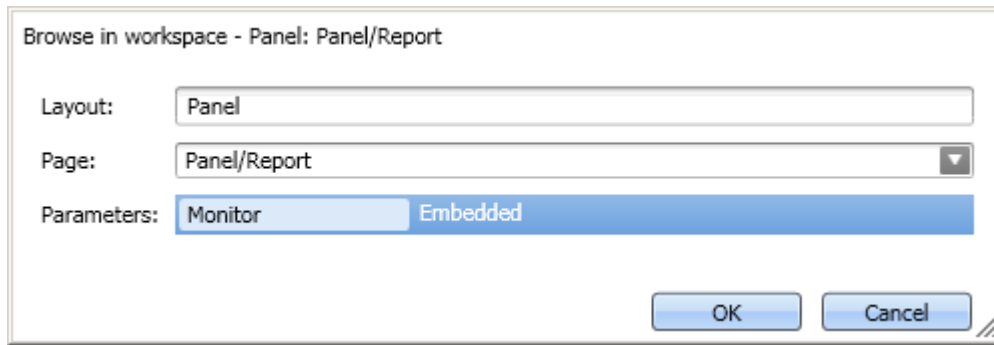 Browse in workspace - Panel: Panel/Report
Layout: Panel
Page: Panel/Report
Parameters: Monitor Embedded
OK Cancel